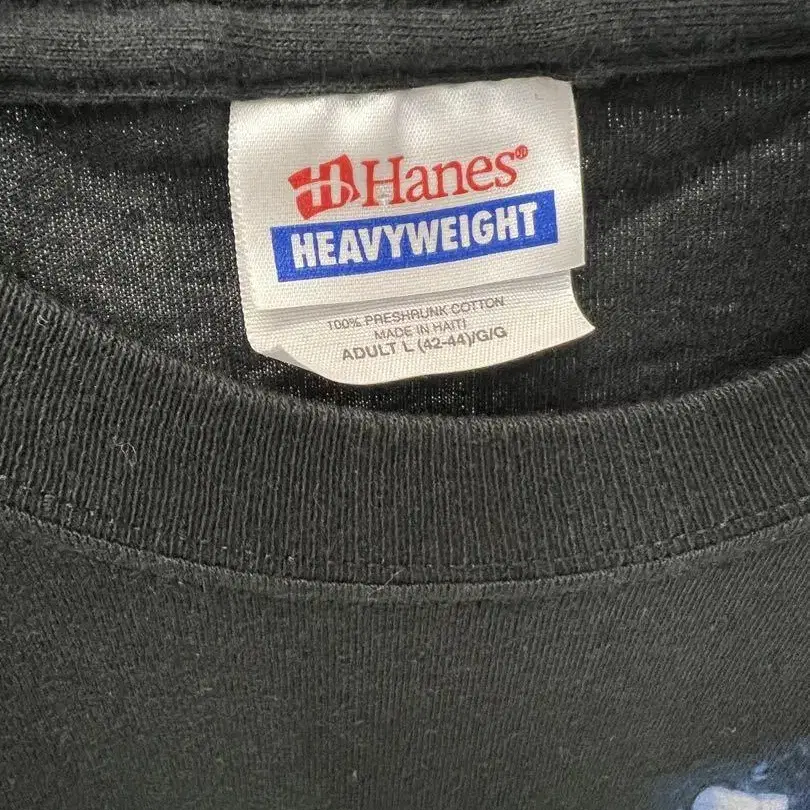 Hanes®
HEAVYWEIGHT
100% PRESHRUNK COTTON
MADE IN HAITI
ADULT L (42-44)/G/G